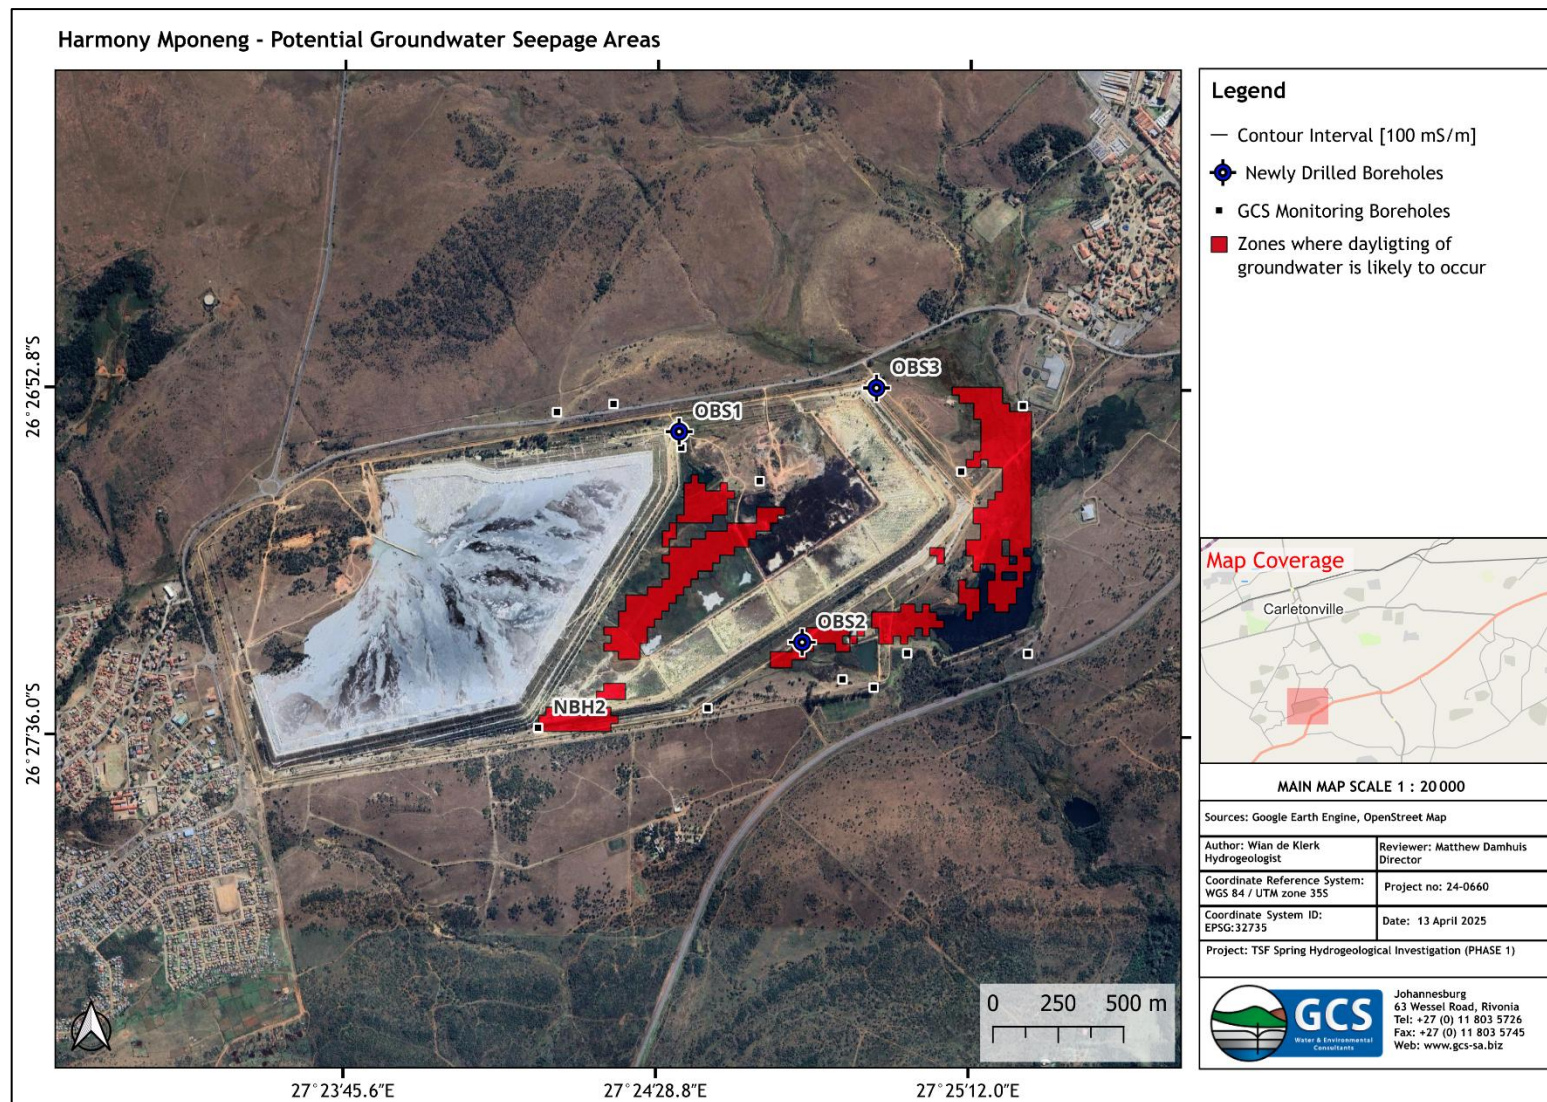 Harmony Mponeng - Potential Groundwater Seepage Areas
Legend
Contour Interval [100 mS/m]
Newly Drilled Boreholes
GCS Monitoring Boreholes
Zones where dayligting of
groundwater is likely to occur
26°26'52.8"S
26°27'36.0"S
27°23'45.6"E
27°24'28.8"E
27°25'12.0"E
OBS3
OBS1
OBS2
NBH2
0 250 500 m
Map Coverage
Carletonville
MAIN MAP SCALE 1 : 20 000
Sources: Google Earth Engine, OpenStreet Map
Author: Wian de Klerk
Hydrogeologist
Reviewer: Matthew Damhuis
Director
Coordinate Reference System:
WGS 84 / UTM zone 35S
Project no: 24-0660
Coordinate System ID:
EPSG:32735
Date: 13 April 2025
Project: TSF Spring Hydrogeological Investigation (PHASE 1)
GCS
Water & Environmental
Consultants
Johannesburg
63 Wessel Road, Rivonia
Tel: +27 (0) 11 803 5726
Fax: +27 (0) 11 803 5745
Web: www.gcs-sa.biz